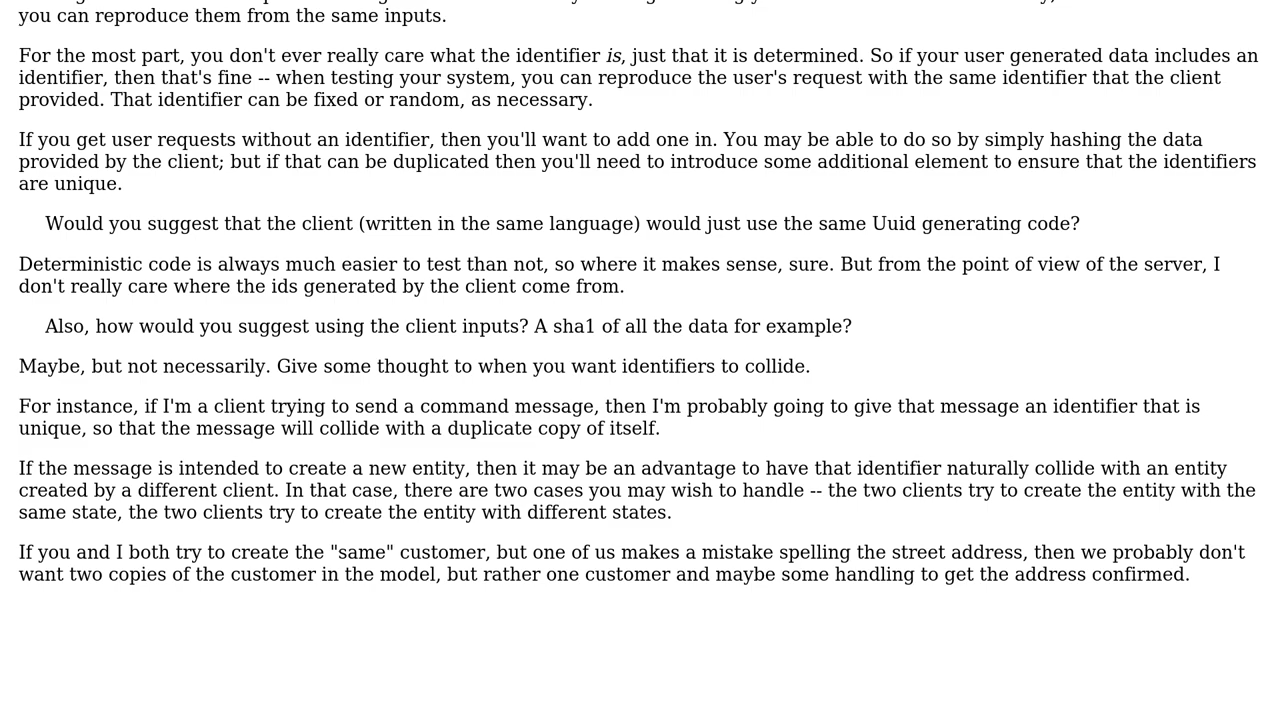 you can reproduce them from the same inputs.
For the most part, you don't ever really care what the identifier is, just that it is determined. So if your user generated data includes an
identifier, then that's fine -- when testing your system, you can reproduce the user's request with the same identifier that the client
provided. That identifier can be fixed or random, as necessary.
If you get user requests without an identifier, then you'll want to add one in. You may be able to do so by simply hashing the data
provided by the client; but if that can be duplicated then you'll need to introduce some additional element to ensure that the identifiers
are unique.
Would you suggest that the client (written in the same language) would just use the same Uuid generating code?
Deterministic code is always much easier to test than not, so where it makes sense, sure. But from the point of view of the server, I
don't really care where the ids generated by the client come from.
Also, how would you suggest using the client inputs? A sha1 of all the data for example?
Maybe, but not necessarily. Give some thought to when you want identifiers to collide.
For instance, if I'm a client trying to send a command message, then I'm probably going to give that message an identifier that is
unique, so that the message will collide with a duplicate copy of itself.
If the message is intended to create a new entity, then it may be an advantage to have that identifier naturally collide with an entity
created by a different client. In that case, there are two cases you may wish to handle -- the two clients try to create the entity with the
same state, the two clients try to create the entity with different states.
If you and I both try to create the "same" customer, but one of us makes a mistake spelling the street address, then we probably don't
want two copies of the customer in the model, but rather one customer and maybe some handling to get the address confirmed.